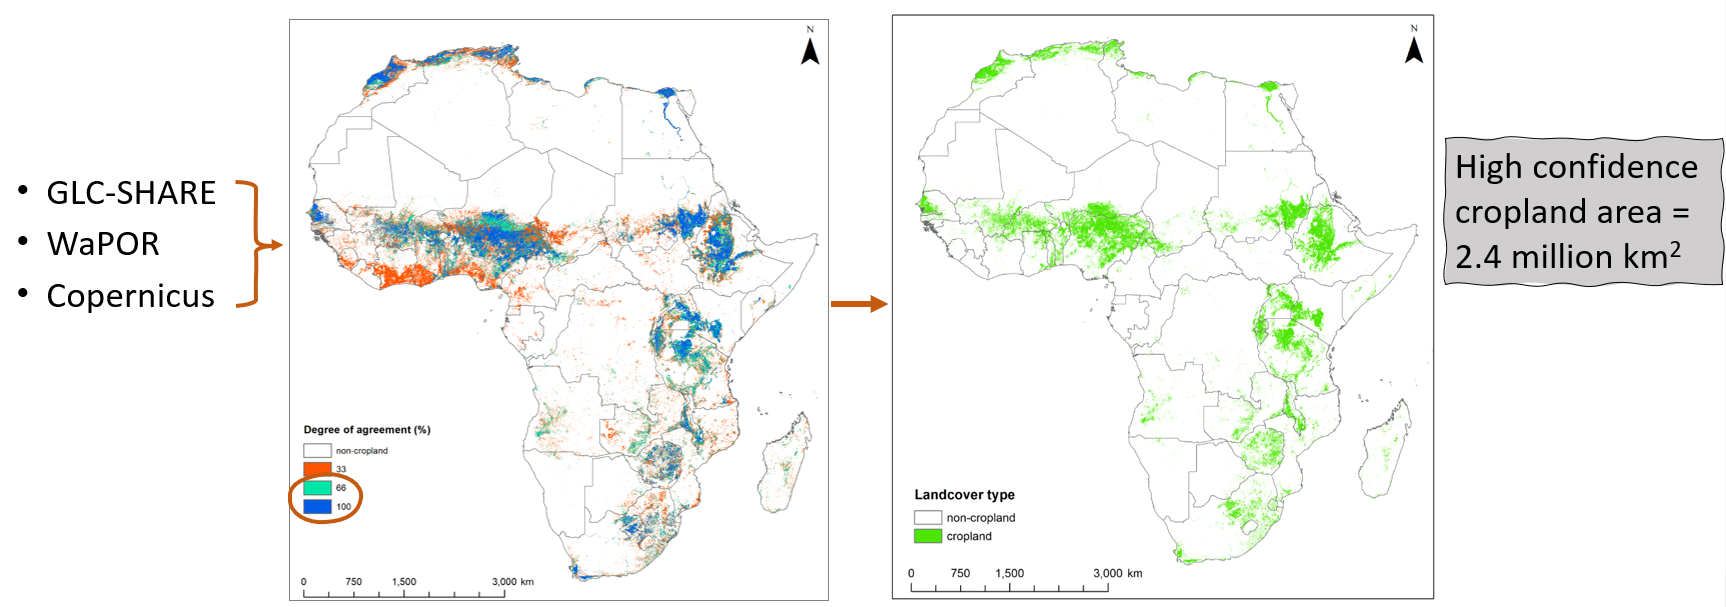 • GLC-SHARE
• WaPOR
• Copernicus
N
Degree of agreement (%)
non-cropland
33
66
100
0 750 1,500 3,000 km
N
Landcover type
non-cropland
cropland
0 750 1,500 3,000 km
High confidence
cropland area =
2.4 million km²